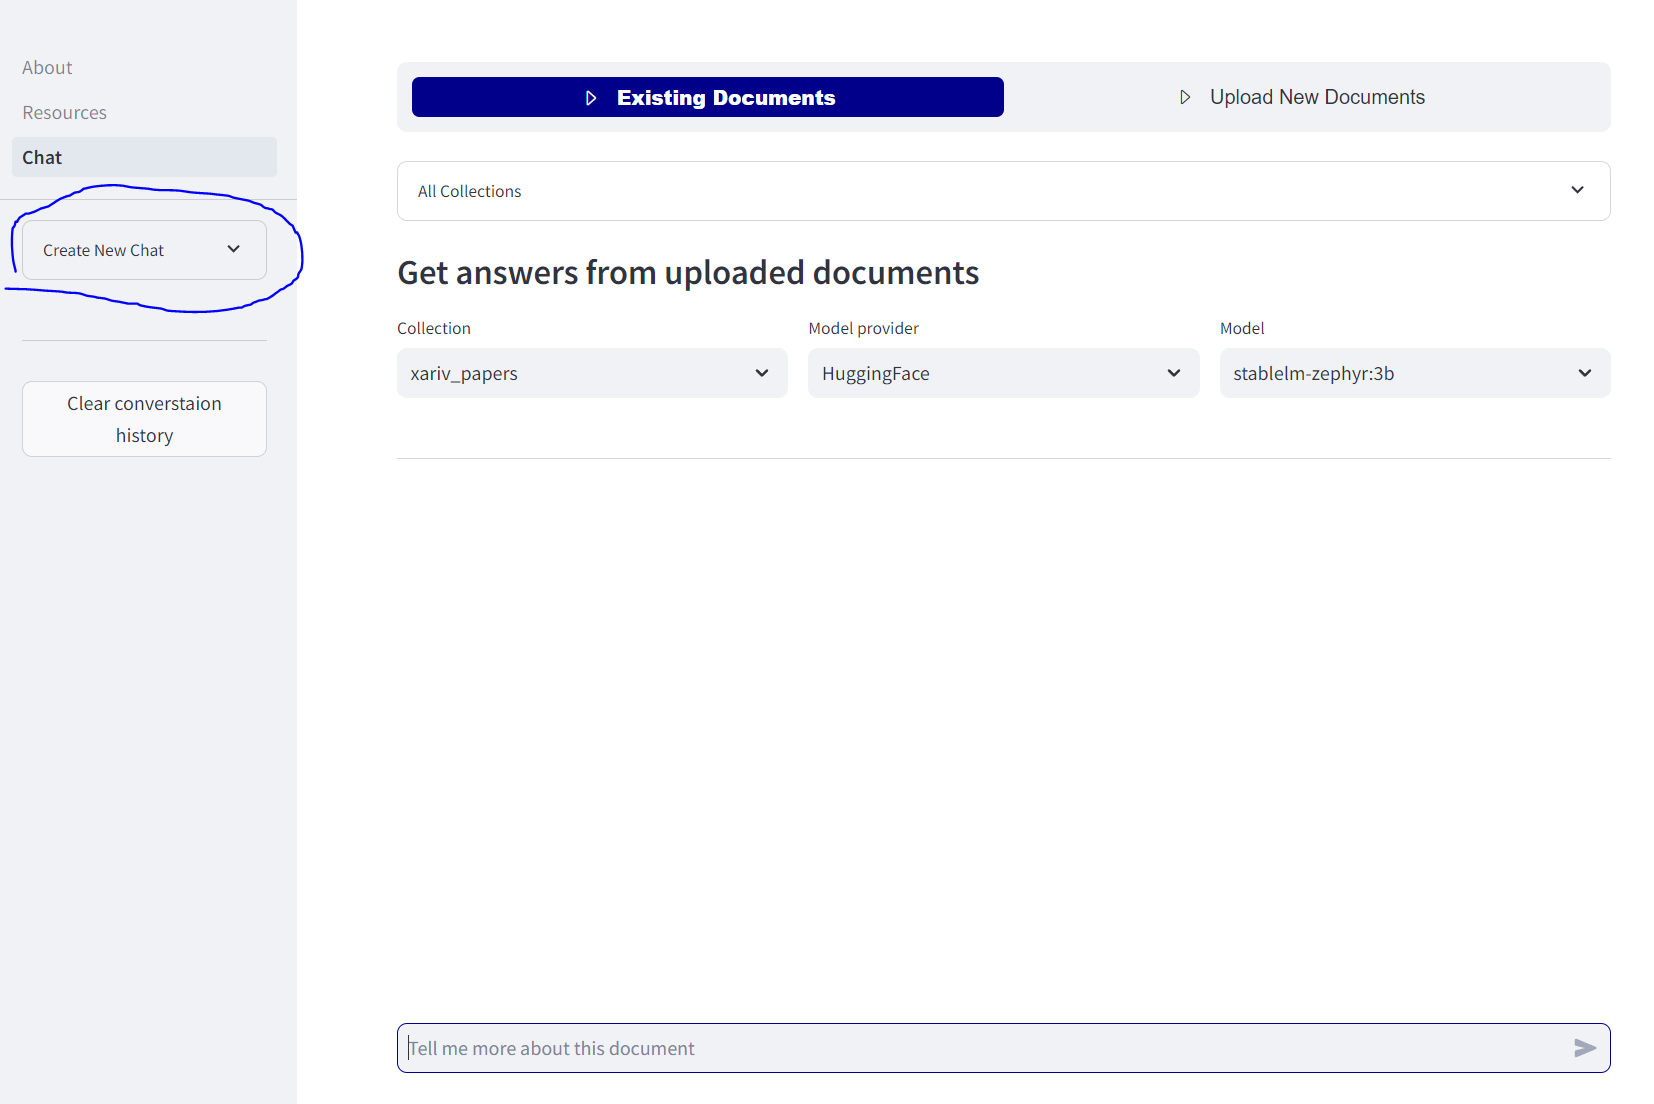 About
Resources
Chat
Create New Chat
Clear converstaion
history
Existing Documents
Upload New Documents
All Collections
Get answers from uploaded documents
Collection
Model provider
Model
xariv_papers
HuggingFace
stablelm-zephyr:3b
Tell me more about this document